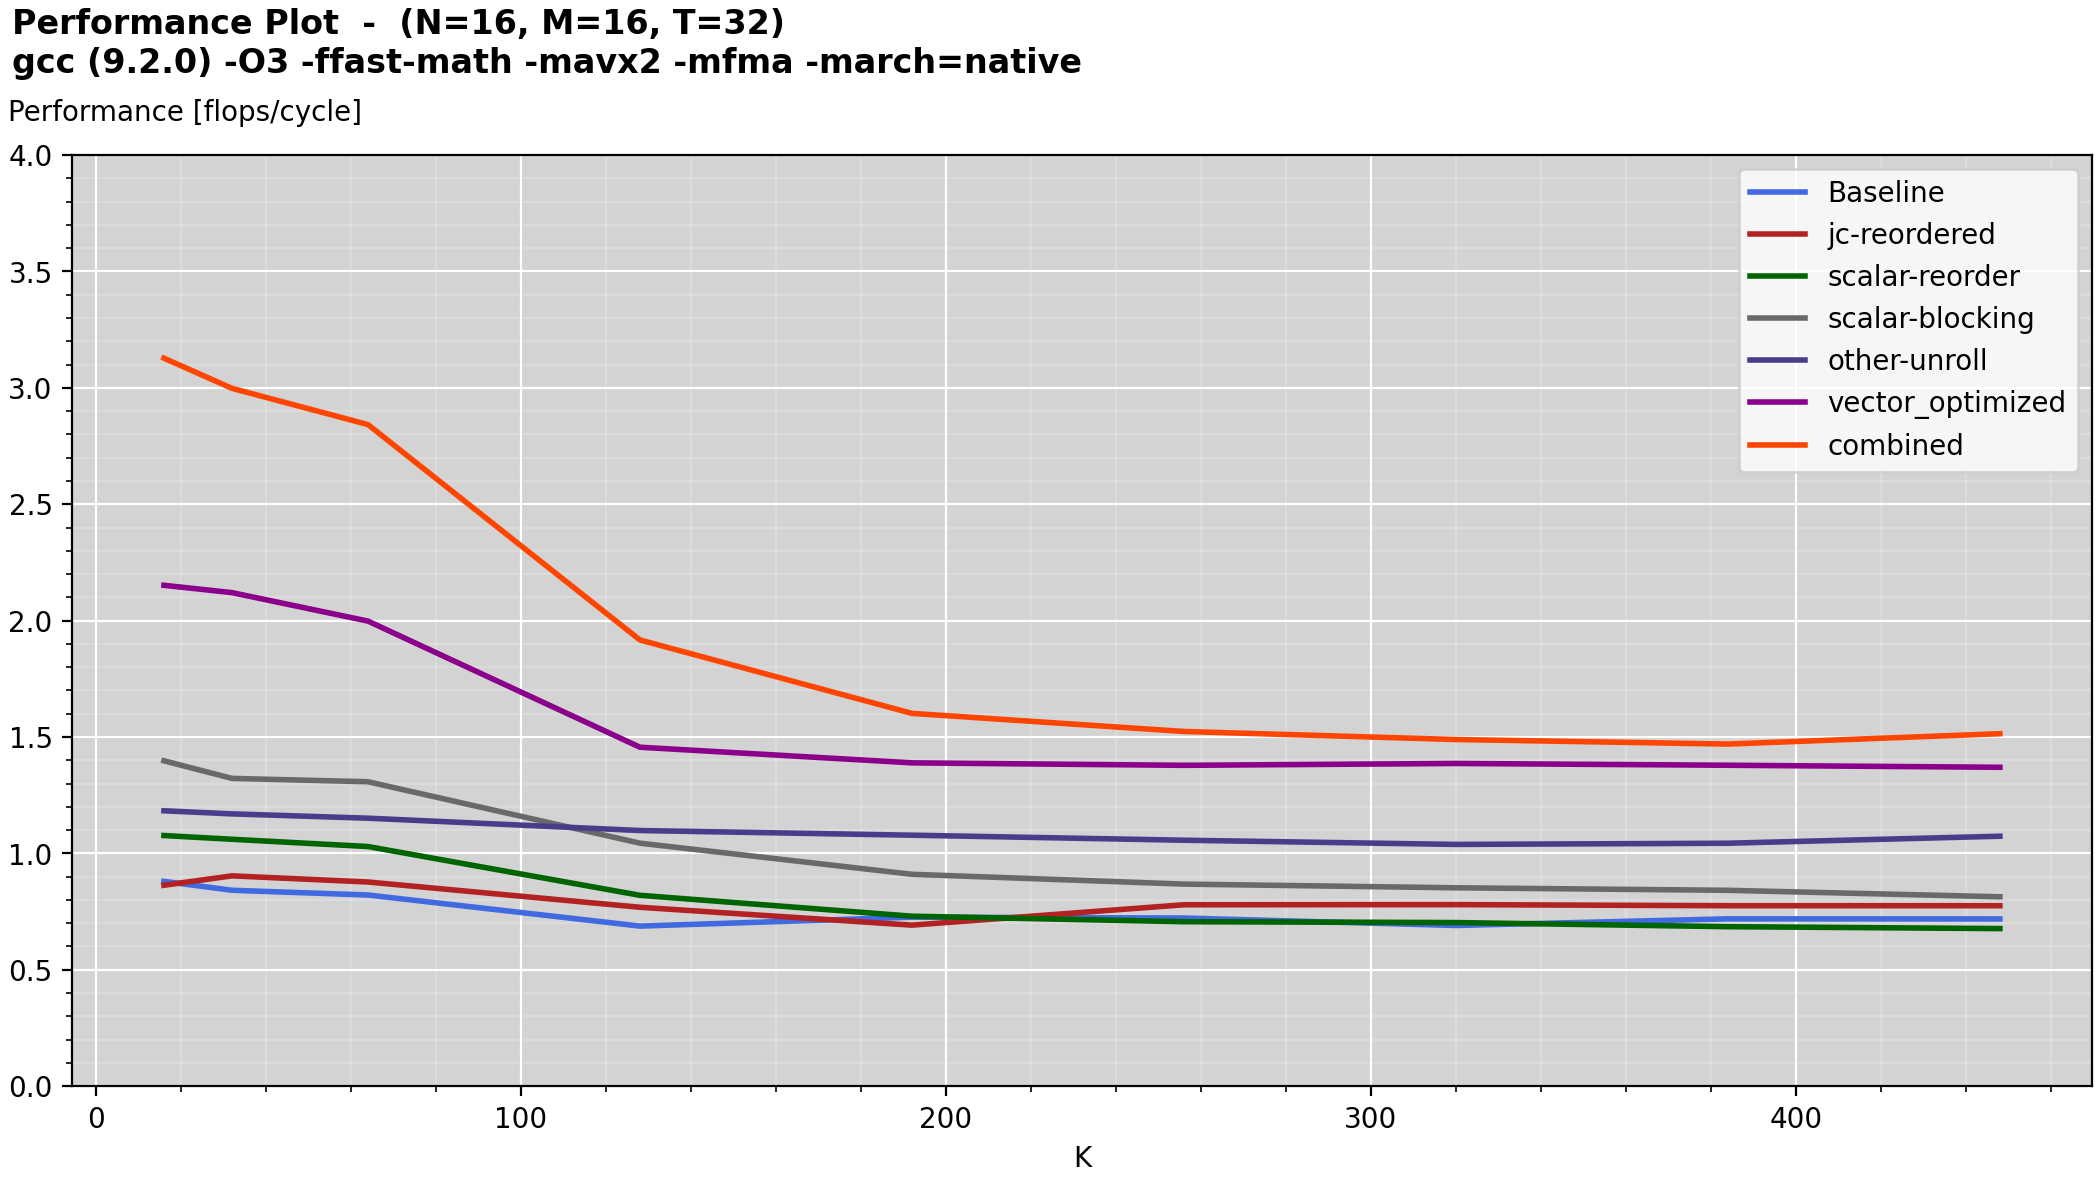 Performance Plot  -  (N=16, M=16, T=32)
gcc (9.2.0) -O3 -ffast-math -mavx2 -mfma -march=native
Performance [flops/cycle]
4.0
3.5
3.0
2.5
2.0
1.5
1.0
0.5
0.0
Baseline
jc-reordered
scalar-reorder
scalar-blocking
other-unroll
vector_optimized
combined
0 100 200 300 400
K